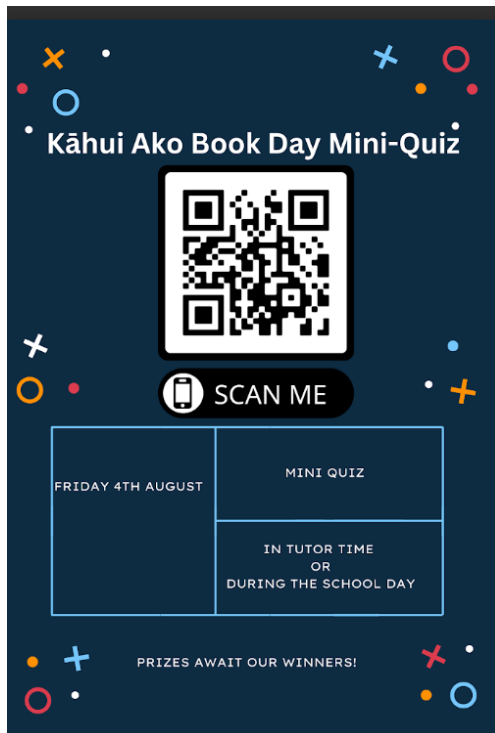 Kāhui Ako Book Day Mini-Quiz
SCAN ME
FRIDAY 4TH AUGUST
MINI QUIZ
IN TUTOR TIME
OR
DURING THE SCHOOL DAY
PRIZES AWAIT OUR WINNERS!